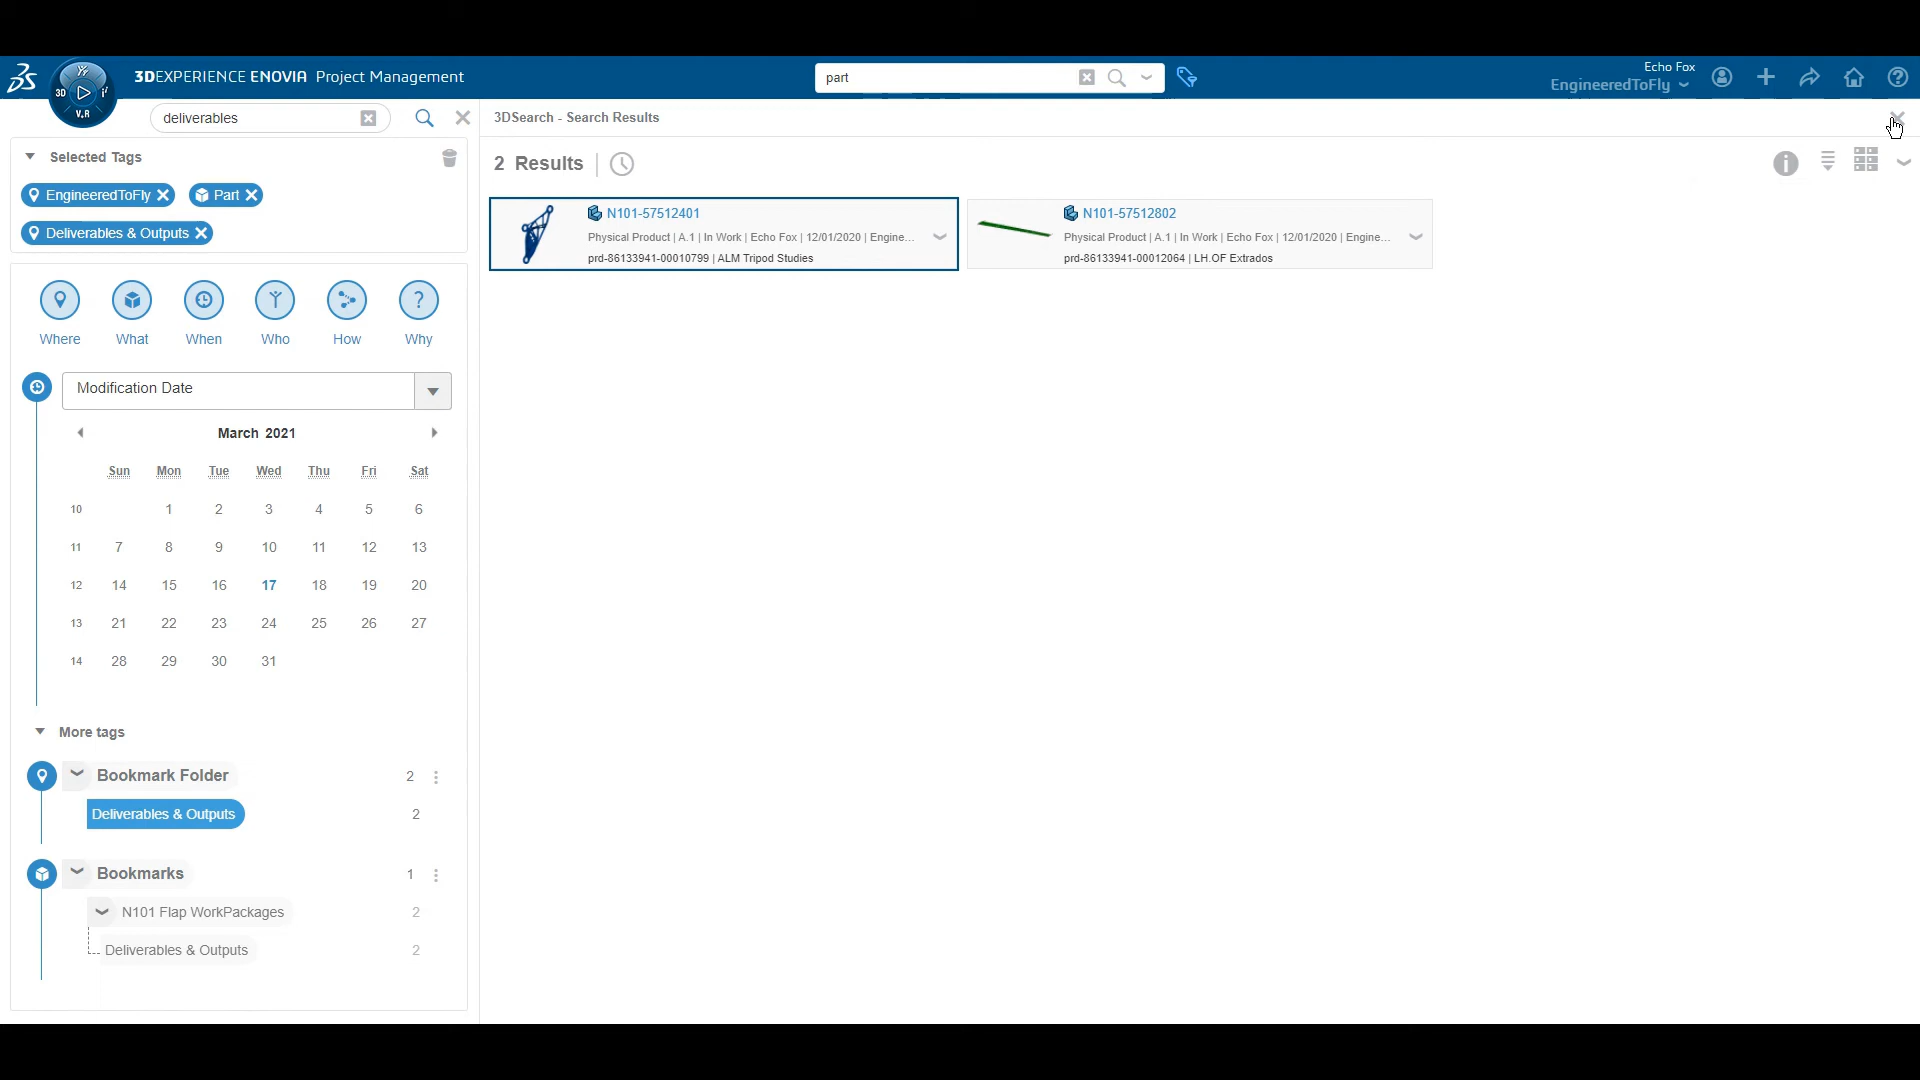 3DEXPERIENCE ENOVIA Project Management
3D
V.R
part
Echo Fox
EngineeredToFly
deliverables
Selected Tags
EngineeredToFly
Part
Deliverables & Outputs
Where
What
When
Who
How
Why
Modification Date
March 2021
Sun Mon Tue Wed Thu Fri Sat
10 1 2 3 4 5 6
11 7 8 9 10 11 12 13
12 14 15 16 17 18 19 20
13 21 22 23 24 25 26 27
14 28 29 30 31
More tags
Bookmark Folder 2
Deliverables & Outputs 2
Bookmarks 1
N101 Flap WorkPackages 2
Deliverables & Outputs 2
3DSearch - Search Results
2 Results
N101-57512401
Physical Product | A.1 | In Work | Echo Fox | 12/01/2020 | Engine...
prd-86133941-00010799 | ALM Tripod Studies
N101-57512802
Physical Product | A.1 | In Work | Echo Fox | 12/01/2020 | Engine...
prd-86133941-00012064 | LH.OF Extrados